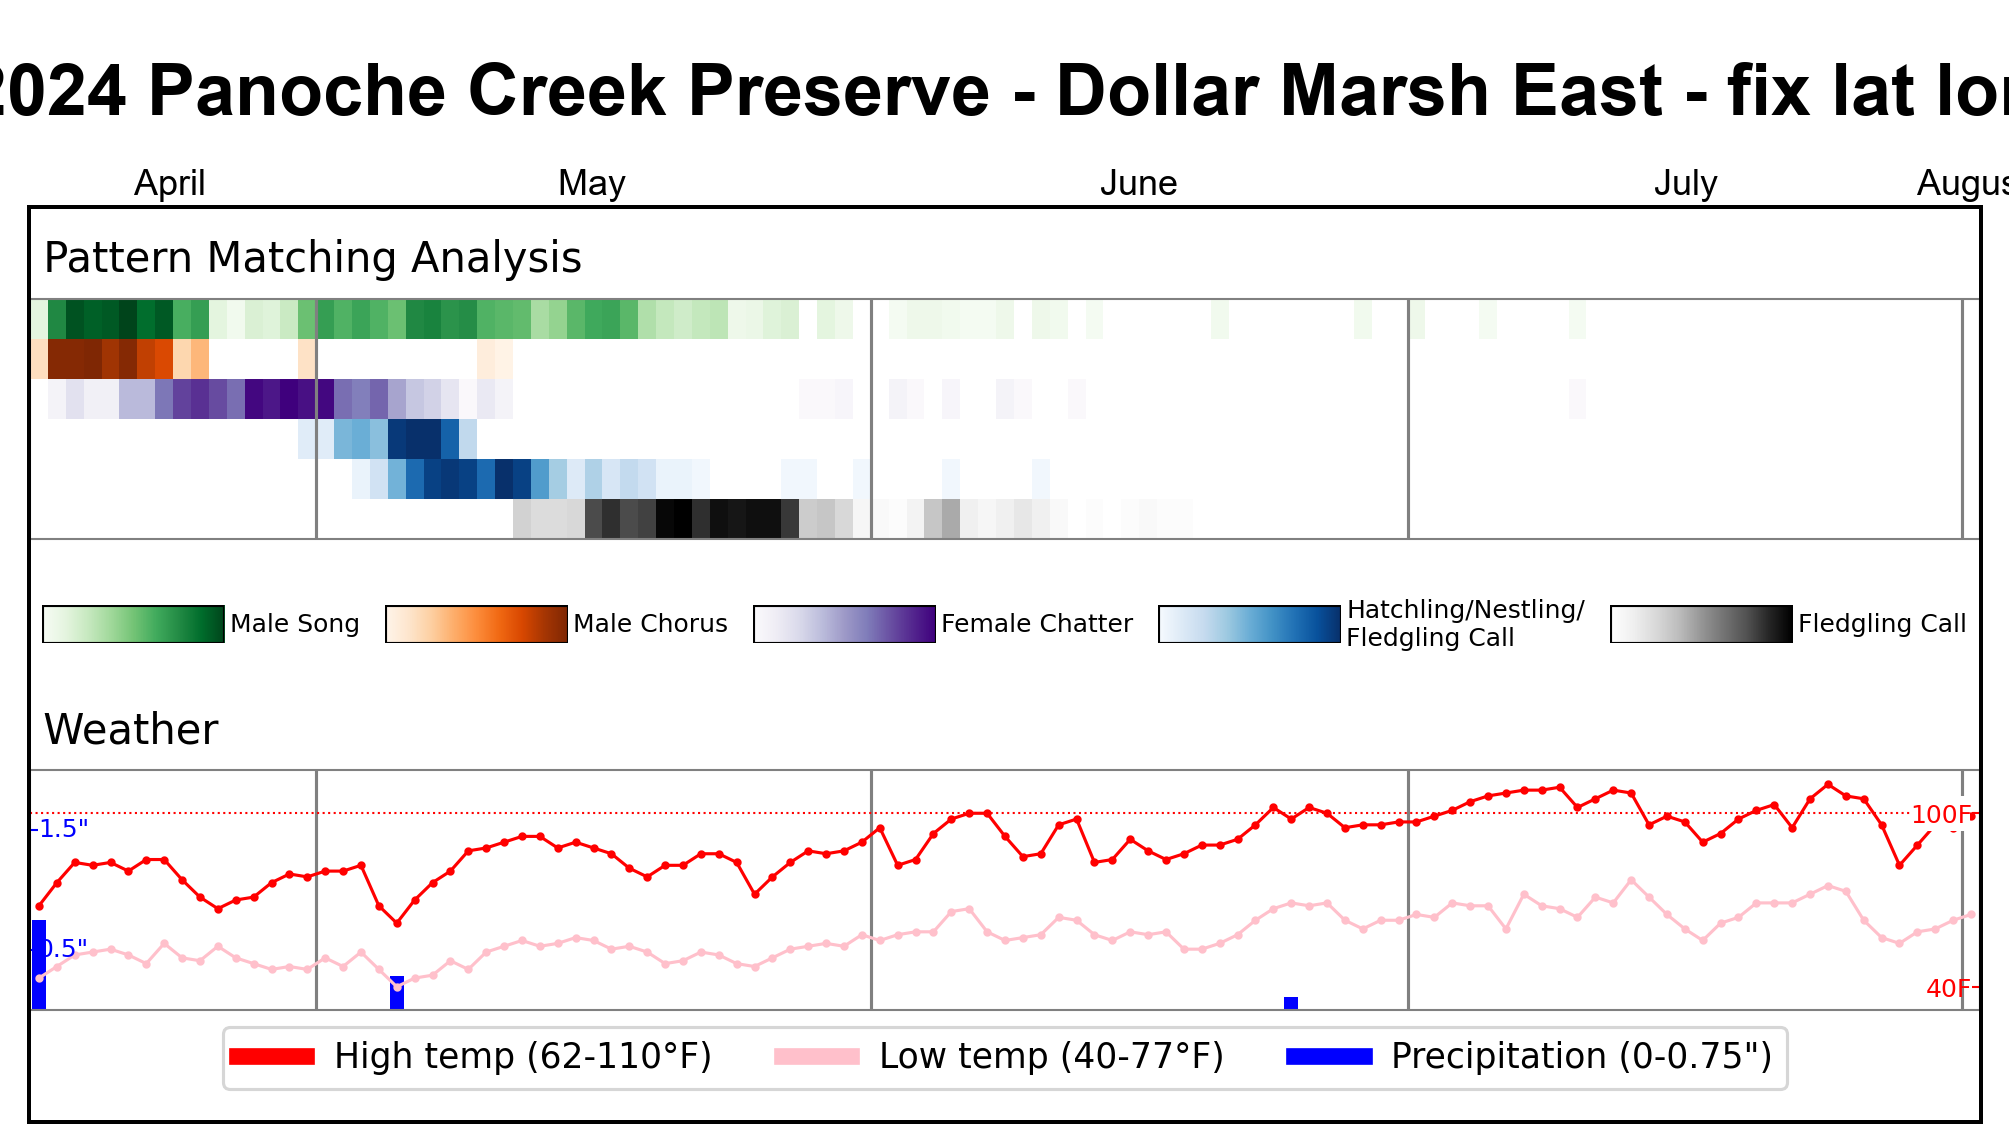 2024 Panoche Creek Preserve - Dollar Marsh East - fix lat lon
April May June July Augus
Pattern Matching Analysis
Male Song
Male Chorus
Female Chatter
Hatchling/Nestling/
Fledgling Call
Fledgling Call
Weather
1.5"
0.5"
100F
40F
High temp (62-110°F)
Low temp (40-77°F)
Precipitation (0-0.75")